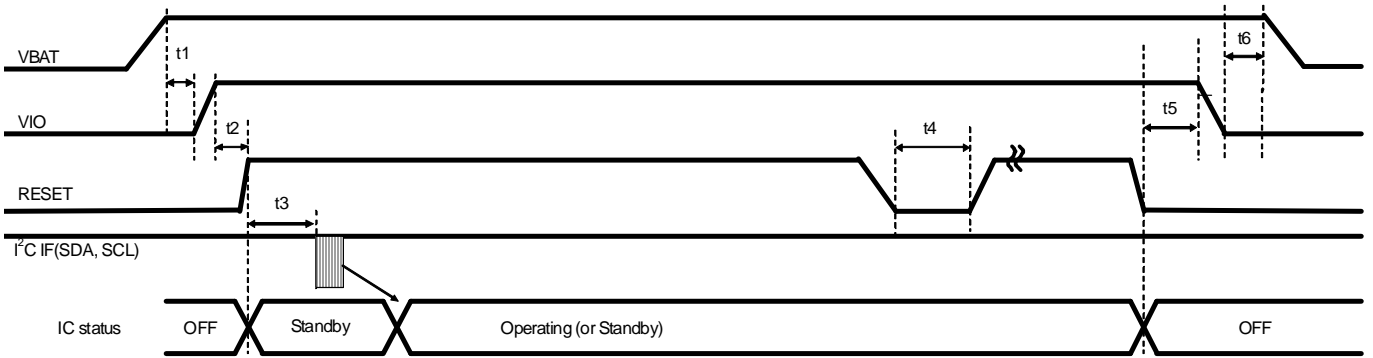 VBAT
t1
t6
VIO
t2
t5
t4
RESET
t3
I²C IF(SDA, SCL)
IC status
OFF
Standby
Operating (or Standby)
OFF